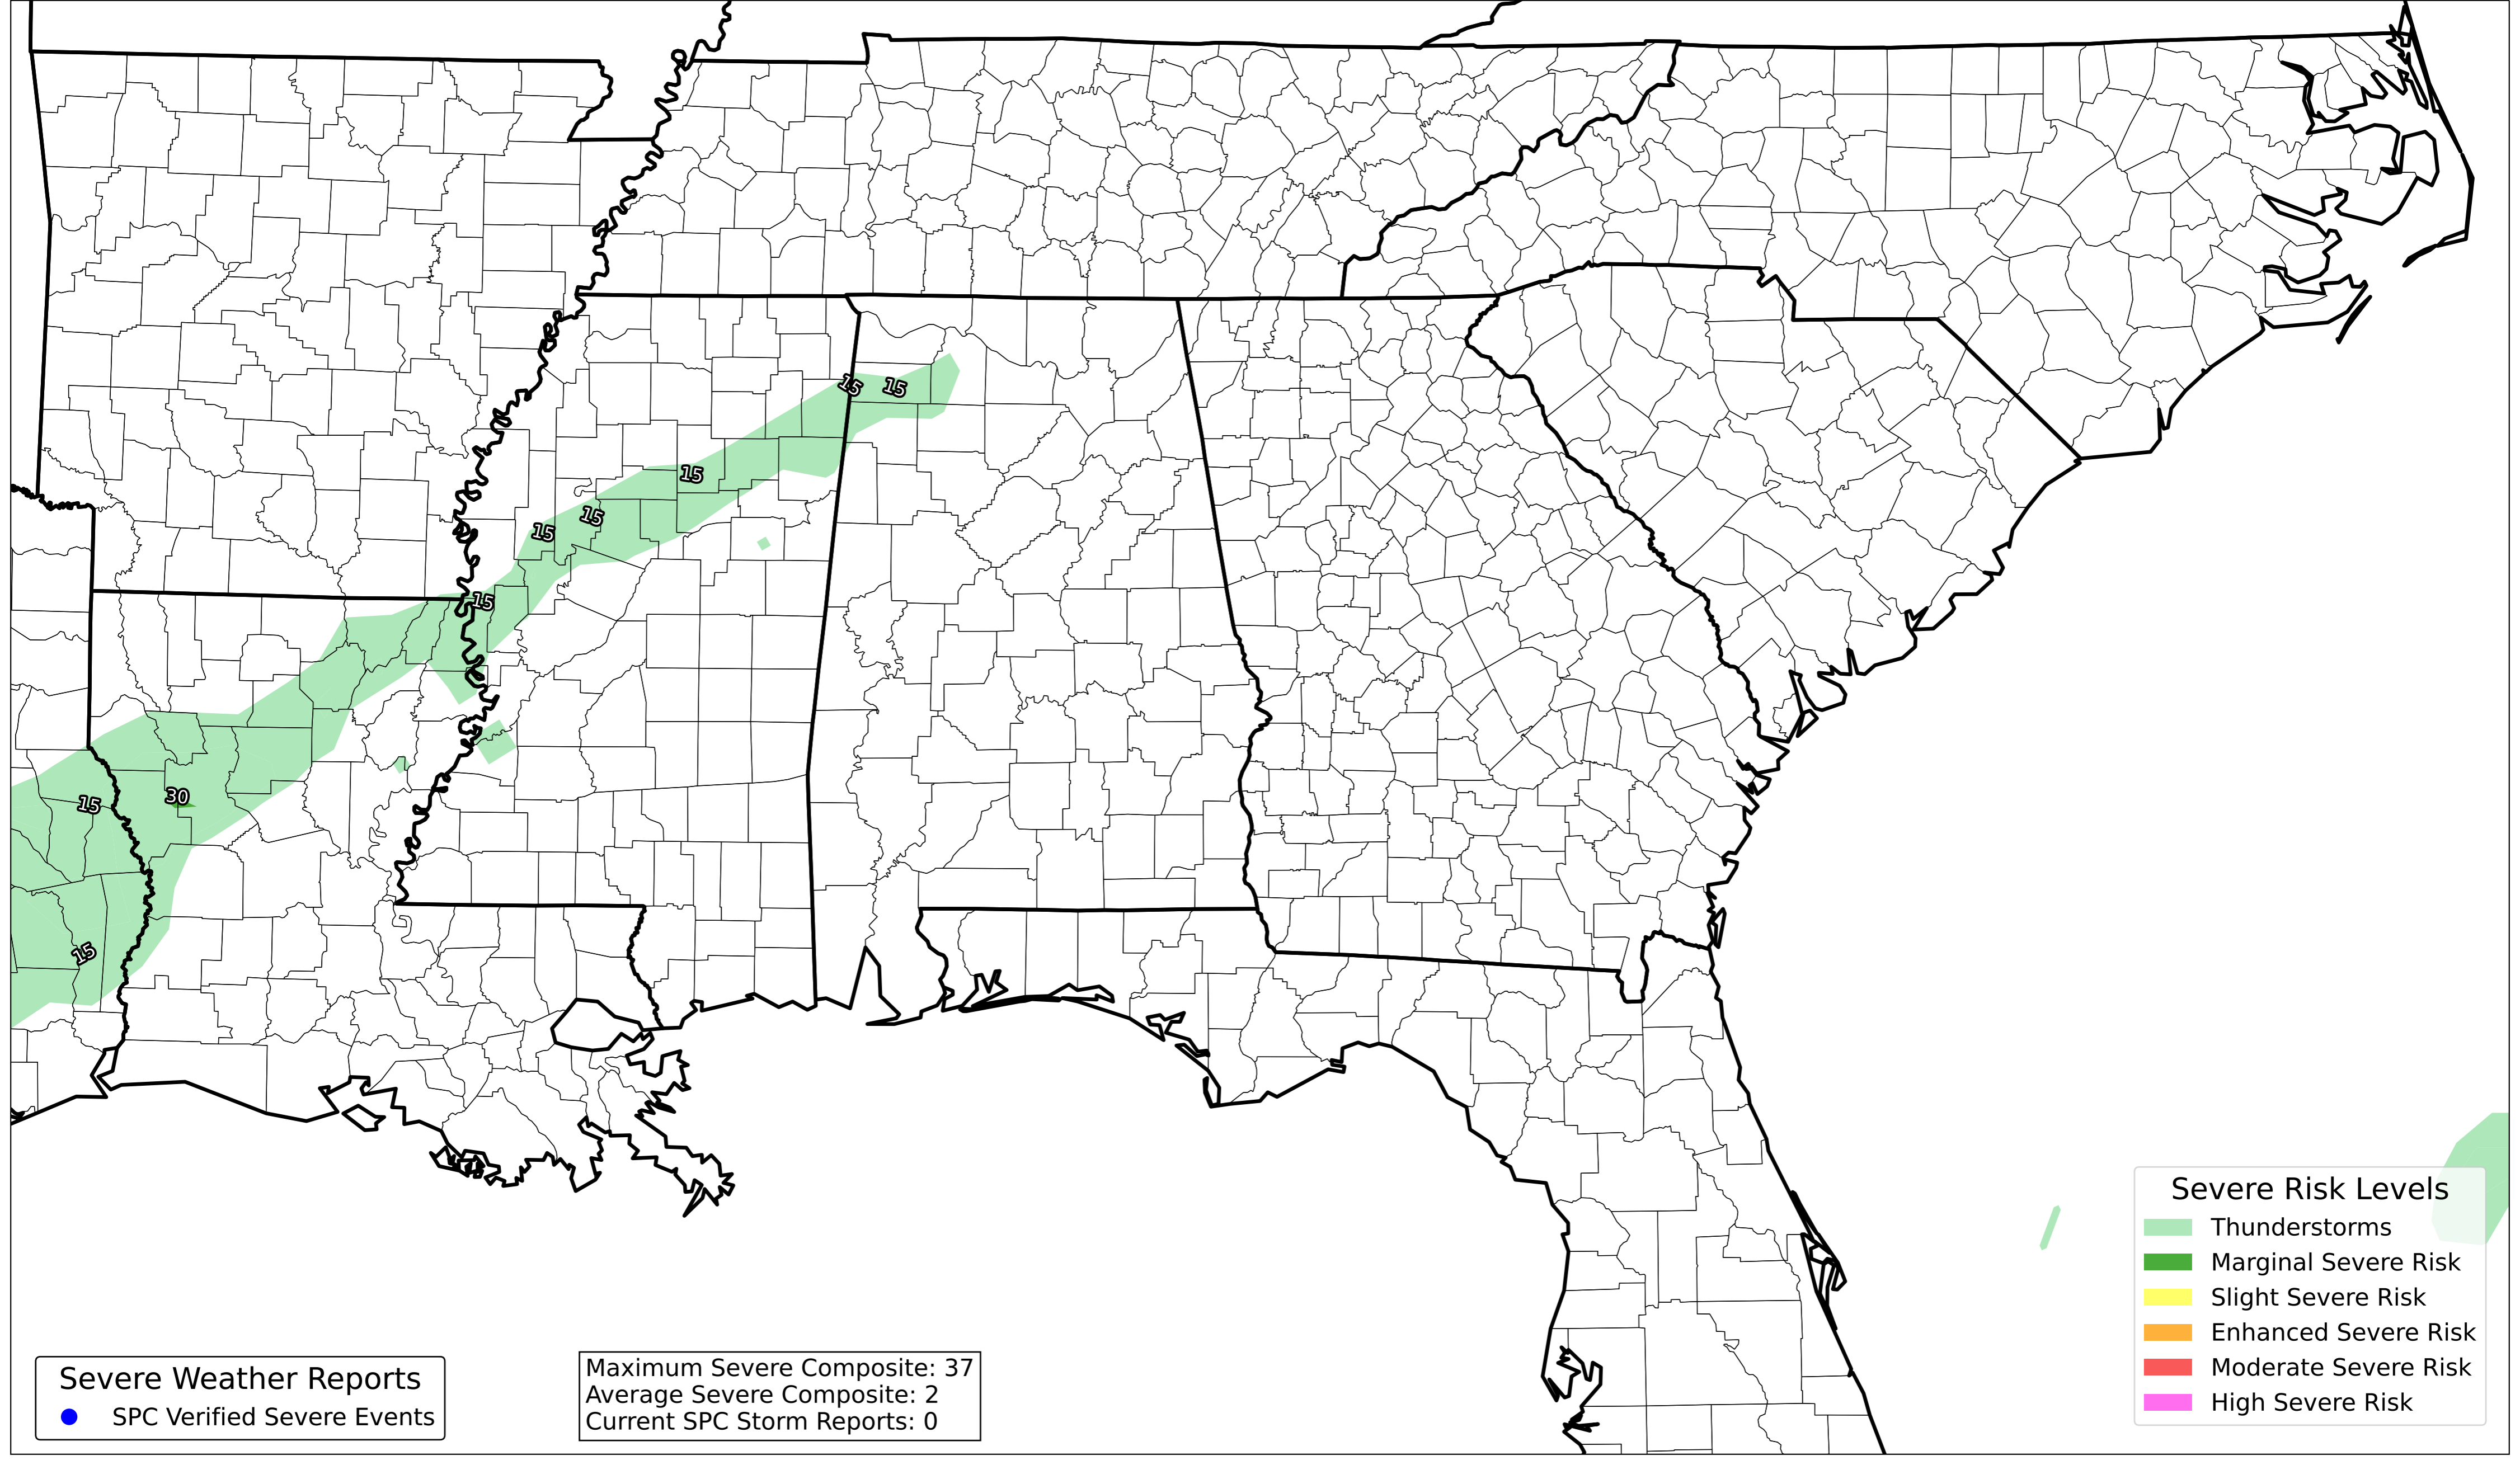 15
15
15
15
15
15
15
30
15
Severe Risk Levels
Thunderstorms
Marginal Severe Risk
Slight Severe Risk
Enhanced Severe Risk
Moderate Severe Risk
High Severe Risk
Severe Weather Reports
SPC Verified Severe Events
Maximum Severe Composite: 37
Average Severe Composite: 2
Current SPC Storm Reports: 0